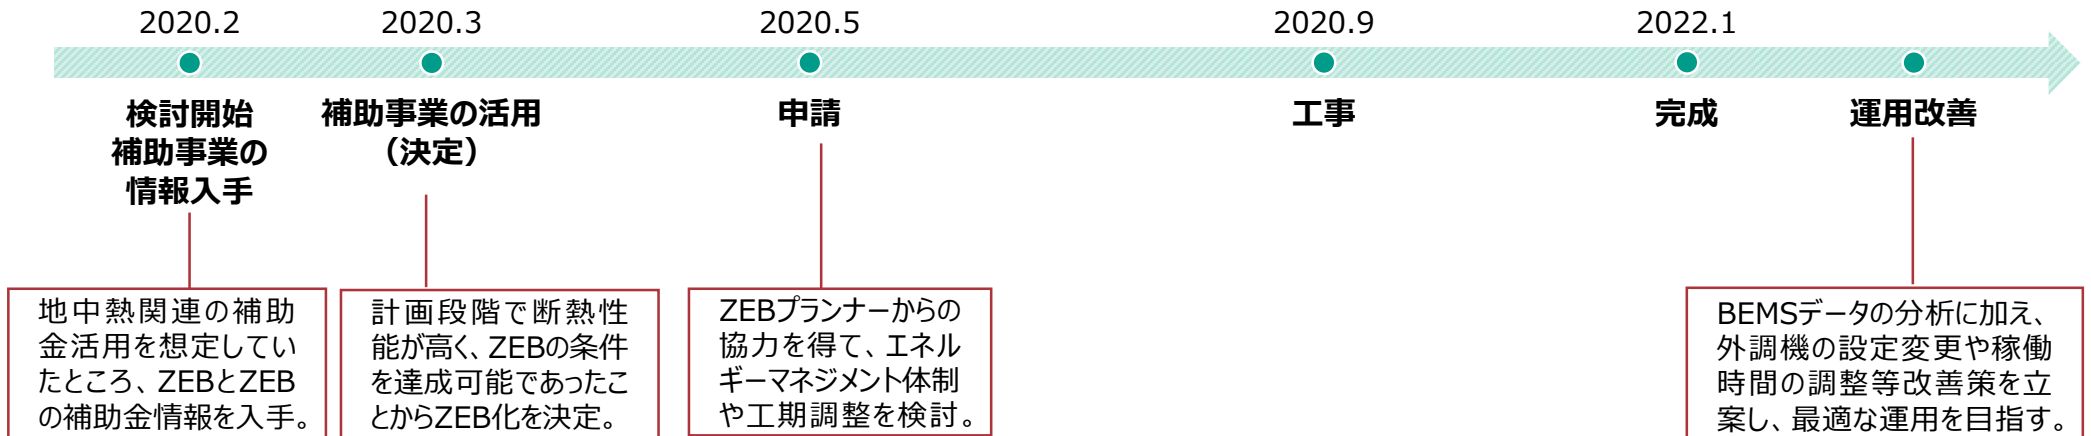 2020.2
2020.3
2020.5
2020.9
2022.1
検討開始
補助事業の
情報入手
補助事業の活用
（決定）
申請
工事
完成
運用改善
地中熱関連の補助
金活用を想定してい
たところ、ZEBとZEB
の補助金情報を入手。
計画段階で断熱性
能が高く、ZEBの条件
を達成可能であったこ
とからZEB化を決定。
ZEBプランナーからの
協力を得て、エネル
ギーマネジメント体制
や工期調整を検討。
BEMSデータの分析に加え、
外調機の設定変更や稼働
時間の調整等改善策を立
案し、最適な運用を目指す。